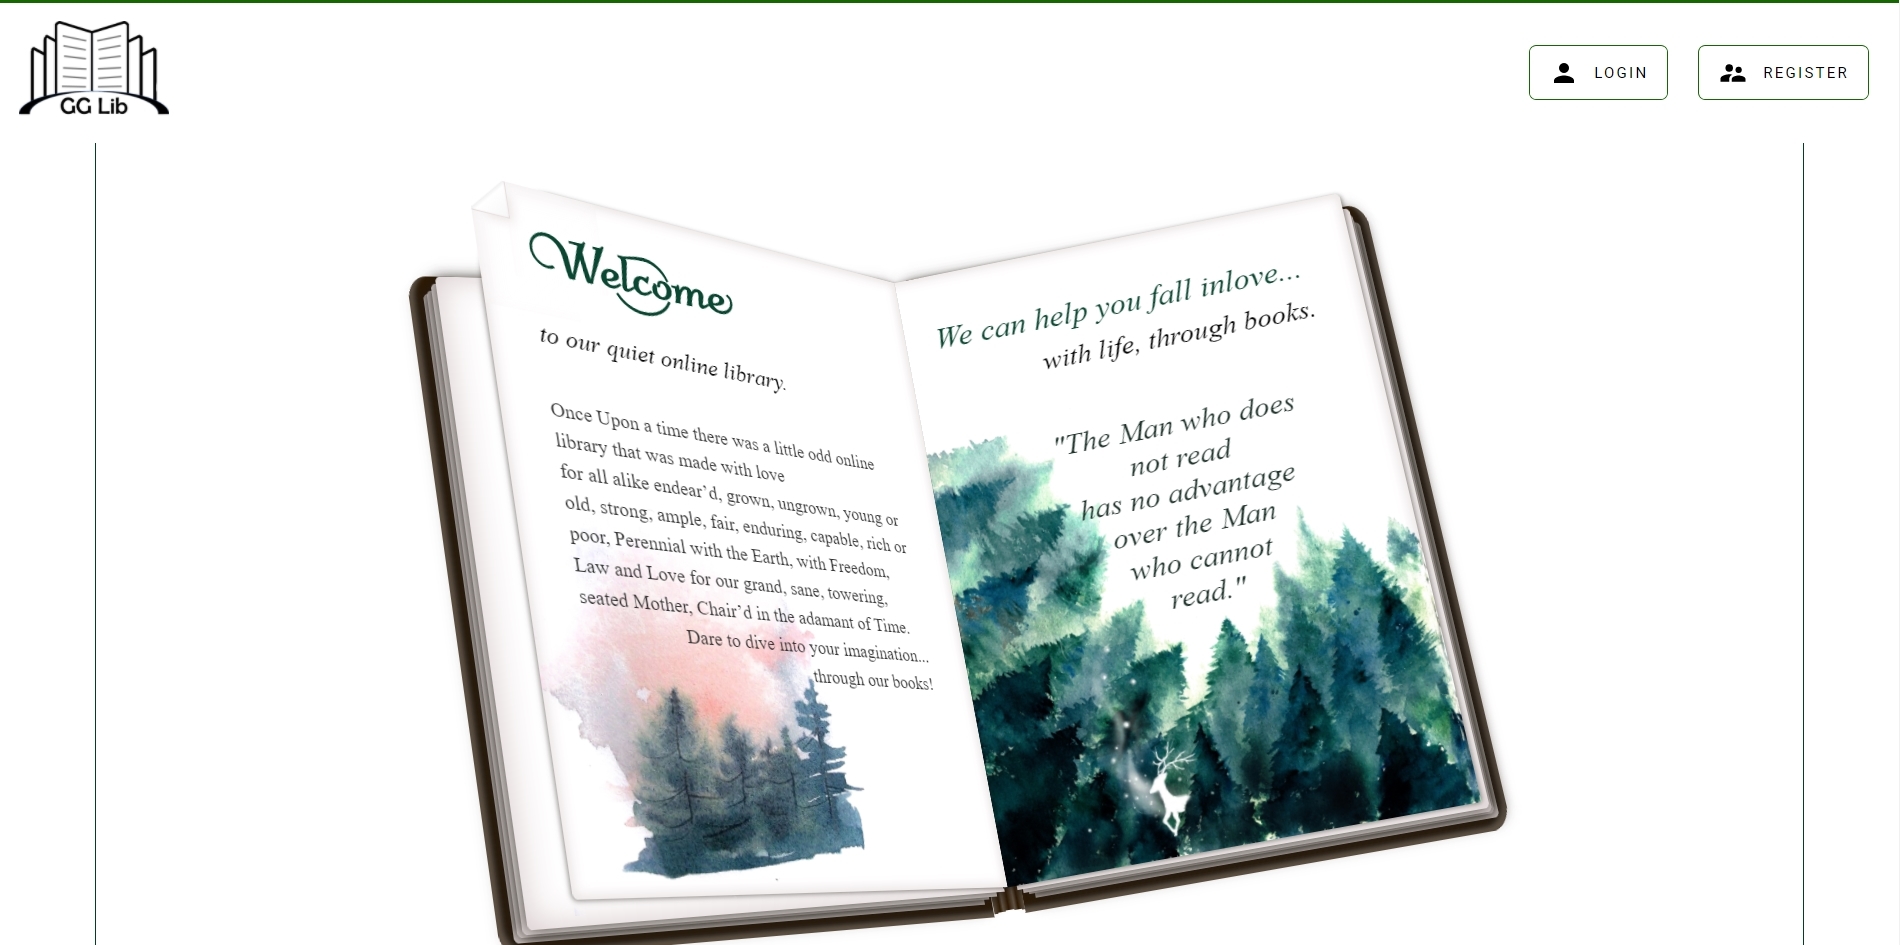 GG Lib
LOGIN
REGISTER
Welcome
to our quiet online library.
Once Upon a time there was a little odd online
library that was made with love
for all alike endear’d, grown, ungrown, young or
old, strong, ample, fair, enduring, capable, rich or
poor, Perennial with the Earth, with Freedom,
Law and Love for our grand, sane, towering,
seated Mother, Chair’d in the adamant of Time.
Dare to dive into your imagination...
through our books!
We can help you fall inlove...
with life, through books.
"The Man who does
not read
has no advantage
over the Man
who cannot
read."